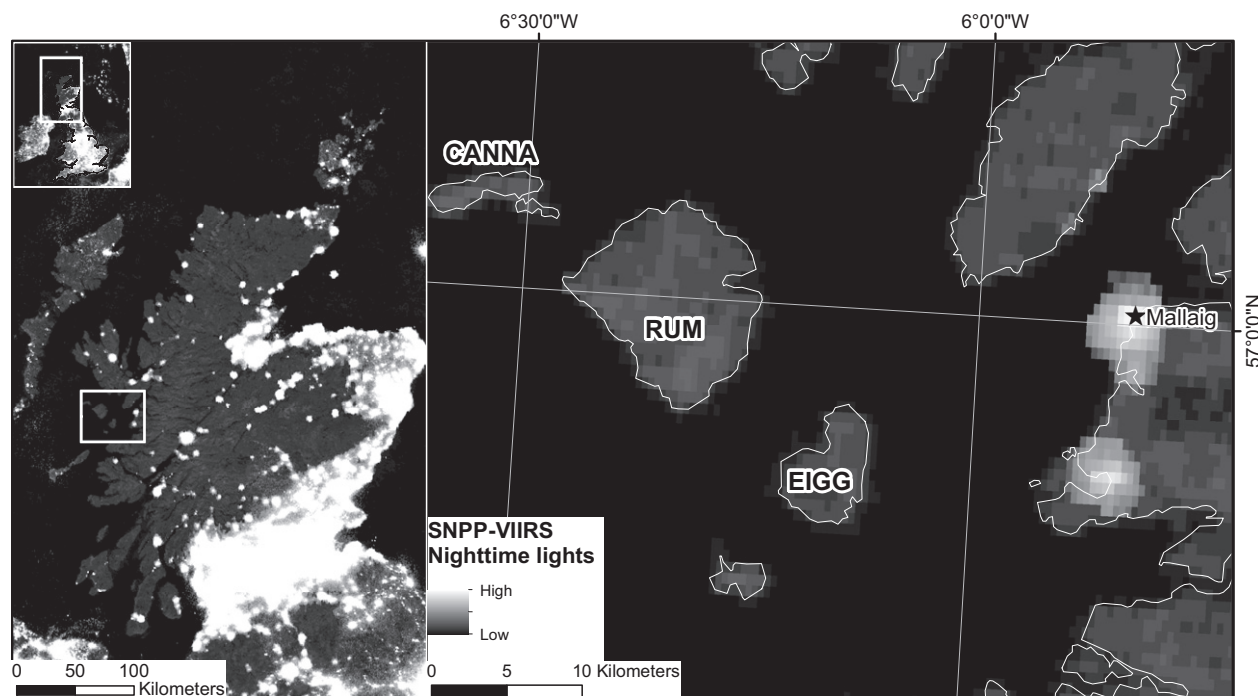 6°30'0"W
6°0'0"W
CANNA
RUM
Mallaig
57°0'0"N
EIGG
SNPP-VIIRS
Nighttime lights
High
Low
0 50 100
Kilometers
0 5 10 Kilometers